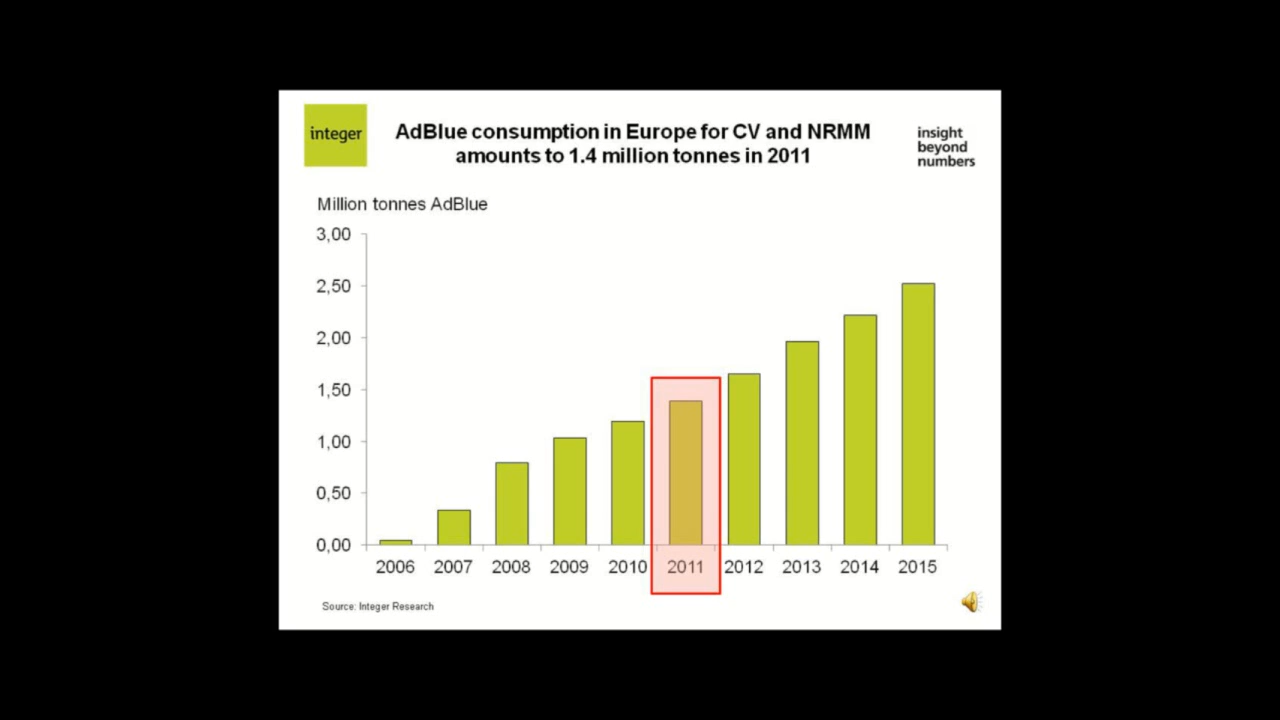 integer
AdBlue consumption in Europe for CV and NRMM
amounts to 1.4 million tonnes in 2011
insight
beyond
numbers
Million tonnes AdBlue
3,00
2,50
2,00
1,50
1,00
0,50
0,00
2006 2007 2008 2009 2010 2011 2012 2013 2014 2015
Source: Integer Research